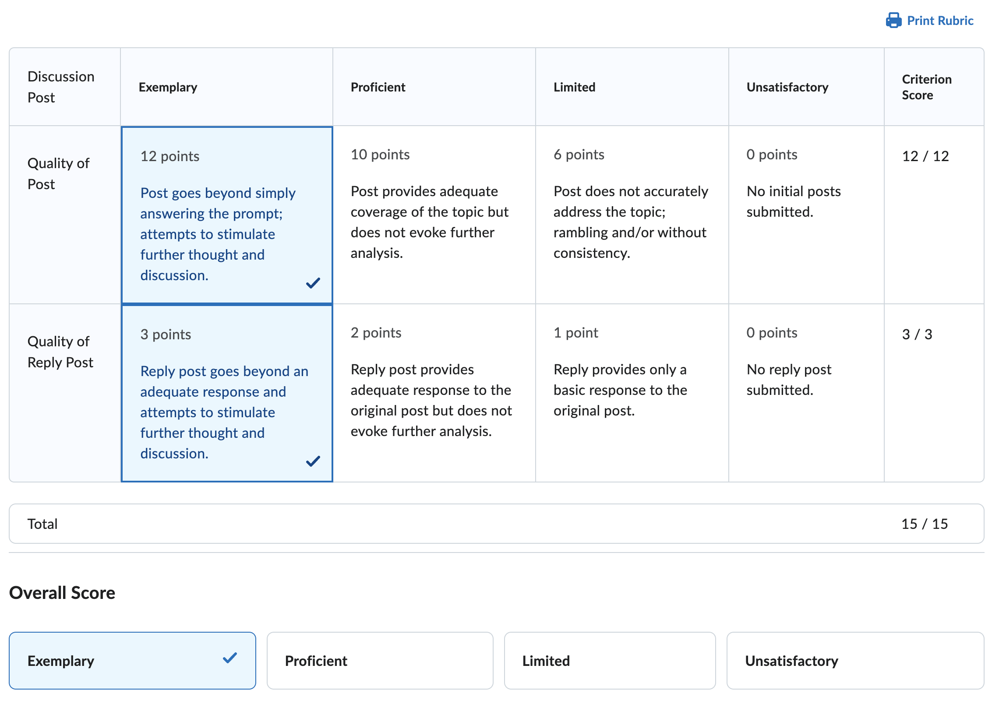 Print Rubric
Discussion
Post
Exemplary
Proficient
Limited
Unsatisfactory
Criterion
Score
Quality of
Post
12 points
Post goes beyond simply
answering the prompt;
attempts to stimulate
further thought and
discussion.
10 points
Post provides adequate
coverage of the topic but
does not evoke further
analysis.
6 points
Post does not accurately
address the topic;
rambling and/or without
consistency.
0 points
No initial posts
submitted.
12 / 12
Quality of
Reply Post
3 points
Reply post goes beyond an
adequate response and
attempts to stimulate
further thought and
discussion.
2 points
Reply post provides
adequate response to the
original post but does not
evoke further analysis.
1 point
Reply provides only a
basic response to the
original post.
0 points
No reply post
submitted.
3 / 3
Total
15 / 15
Overall Score
Exemplary
Proficient
Limited
Unsatisfactory